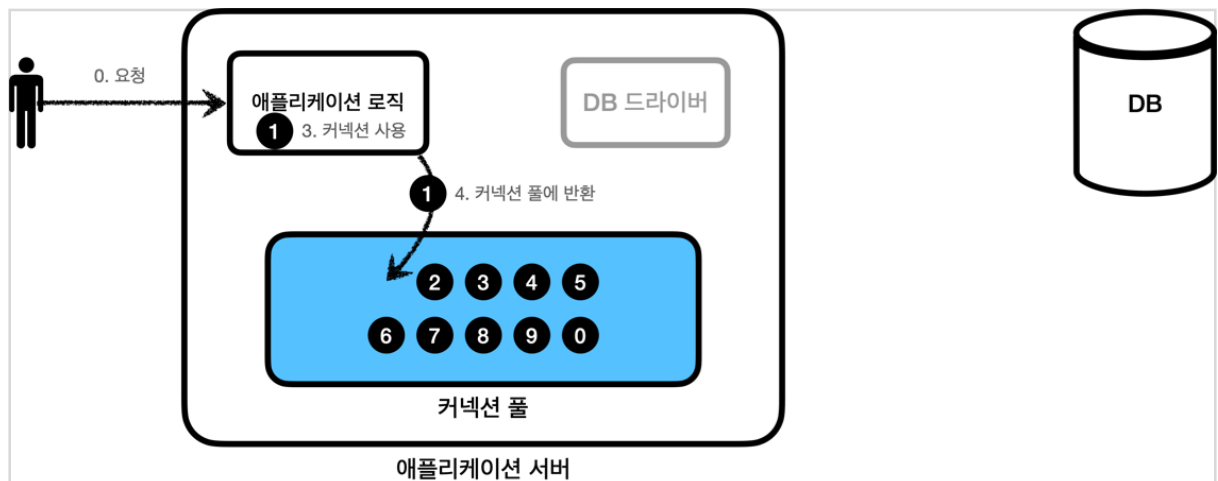 0. 요청
애플리케이션 로직
1 3. 커넥션 사용
DB 드라이버
DB
1 4. 커넥션 풀에 반환
2 3 4 5
6 7 8 9 0
커넥션 풀
애플리케이션 서버